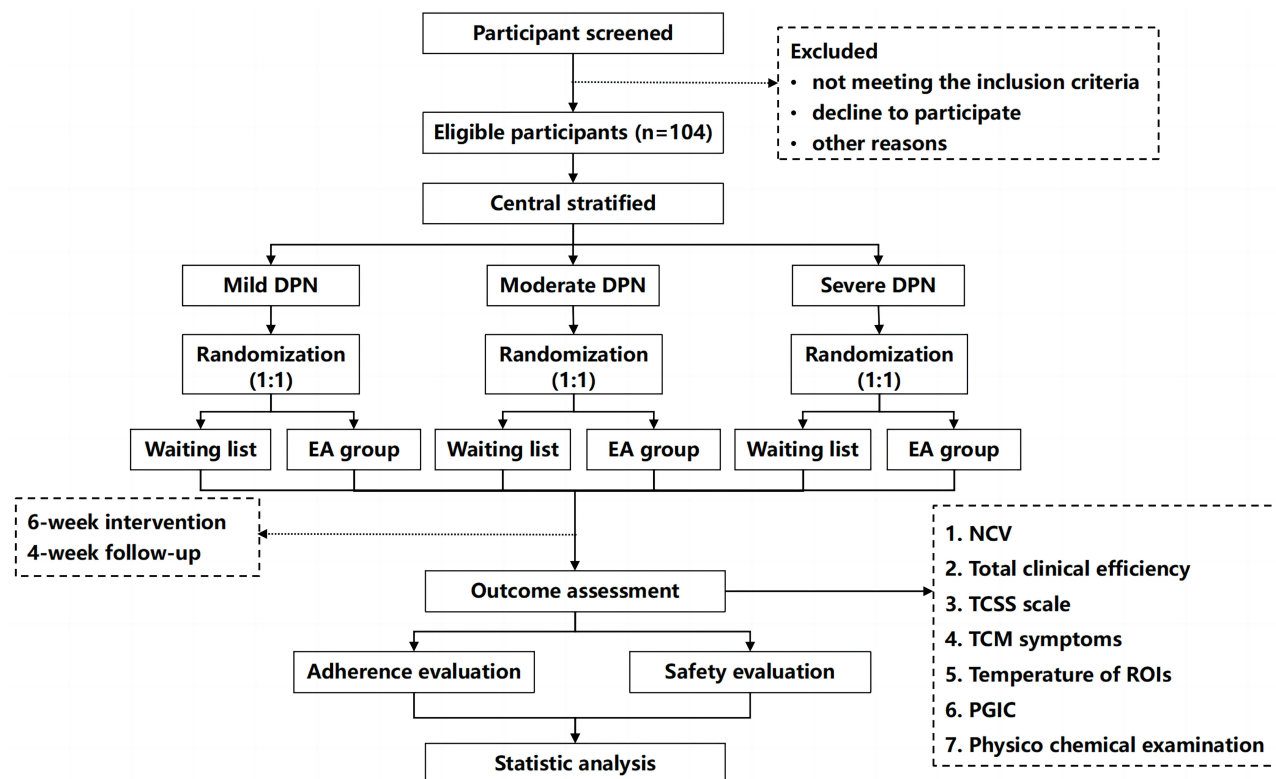 Participant screened
Excluded
• not meeting the inclusion criteria
• decline to participate
• other reasons
Eligible participants (n=104)
Central stratified
Mild DPN
Moderate DPN
Severe DPN
Randomization
(1:1)
Randomization
(1:1)
Randomization
(1:1)
Waiting list
EA group
Waiting list
EA group
Waiting list
EA group
6-week intervention
4-week follow-up
Outcome assessment
1. NCV
2. Total clinical efficiency
3. TCSS scale
4. TCM symptoms
5. Temperature of ROIs
6. PGIC
7. Physico chemical examination
Adherence evaluation
Safety evaluation
Statistic analysis